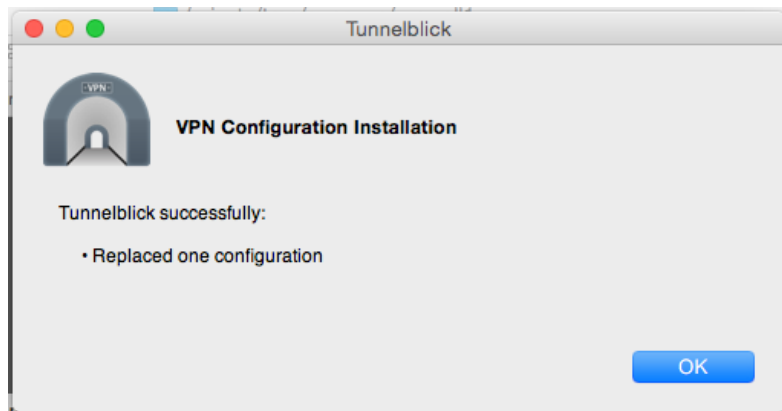 Tunnelblick
VPN
VPN Configuration Installation
Tunnelblick successfully:
• Replaced one configuration
OK